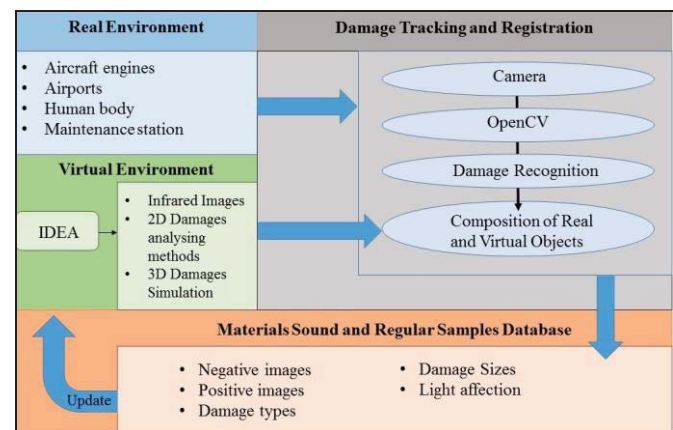 Real Environment
• Aircraft engines
• Airports
• Human body
• Maintenance station
Virtual Environment
IDEA
• Infrared Images
• 2D Damages
analysing
methods
• 3D Damages
Simulation
Damage Tracking and Registration
Camera
OpenCV
Damage Recognition
Composition of Real
and Virtual Objects
Materials Sound and Regular Samples Database
• Negative images
• Positive images
• Damage types
• Damage Sizes
• Light affection
Update